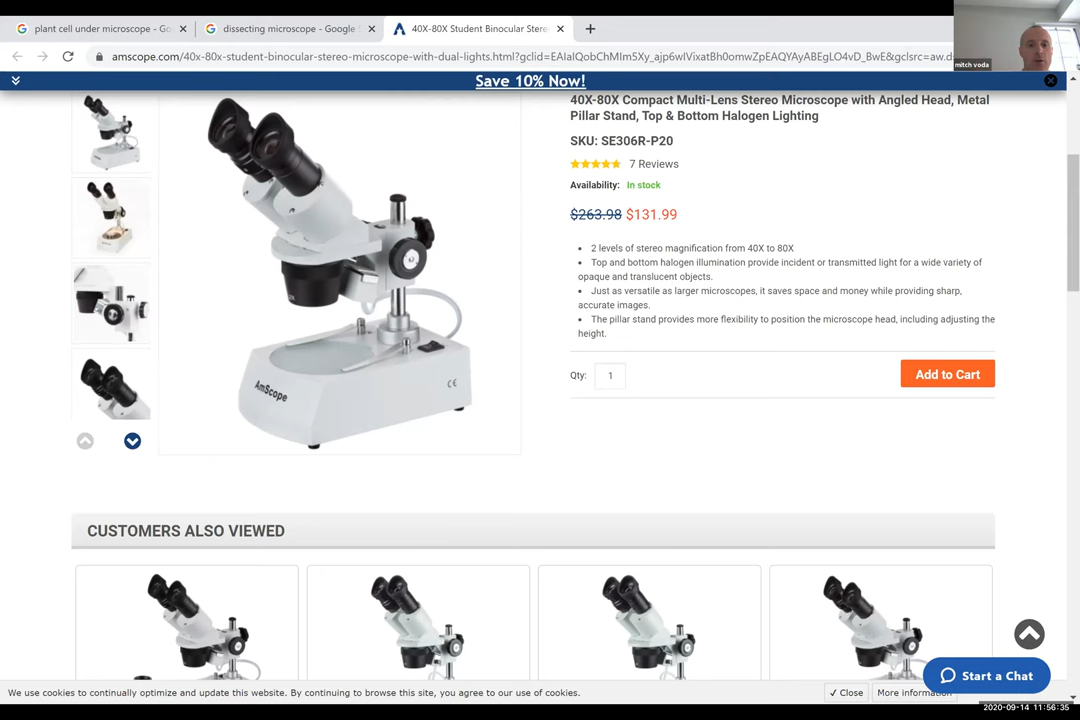 plant cell under microscope - Go
dissecting microscope - Google
40X-80X Student Binocular Stere
amscope.com/40x-80x-student-binocular-stereo-microscope-with-dual-lights.html?gclid=EAIaIQobChMIm5Xy_ajp6wIVixatBh0omwZpEAQYAyABEgLO4vD_BwE&gclsrc=aw.d
mitch voda
Save 10% Now!
40X-80X Compact Multi-Lens Stereo Microscope with Angled Head, Metal
Pillar Stand, Top & Bottom Halogen Lighting
SKU: SE306R-P20
7 Reviews
Availability: In stock
$263.98 $131.99
• 2 levels of stereo magnification from 40X to 80X
• Top and bottom halogen illumination provide incident or transmitted light for a wide variety of
opaque and translucent objects.
• Just as versatile as larger microscopes, it saves space and money while providing sharp,
accurate images.
• The pillar stand provides more flexibility to position the microscope head, including adjusting the
height.
Qty: 1
Add to Cart
AmScope
CE
CUSTOMERS ALSO VIEWED
Start a Chat
We use cookies to continually optimize and update this website. By continuing to browse this site, you agree to our use of cookies.
✓ Close
More information
2020-09-14 11:56:35